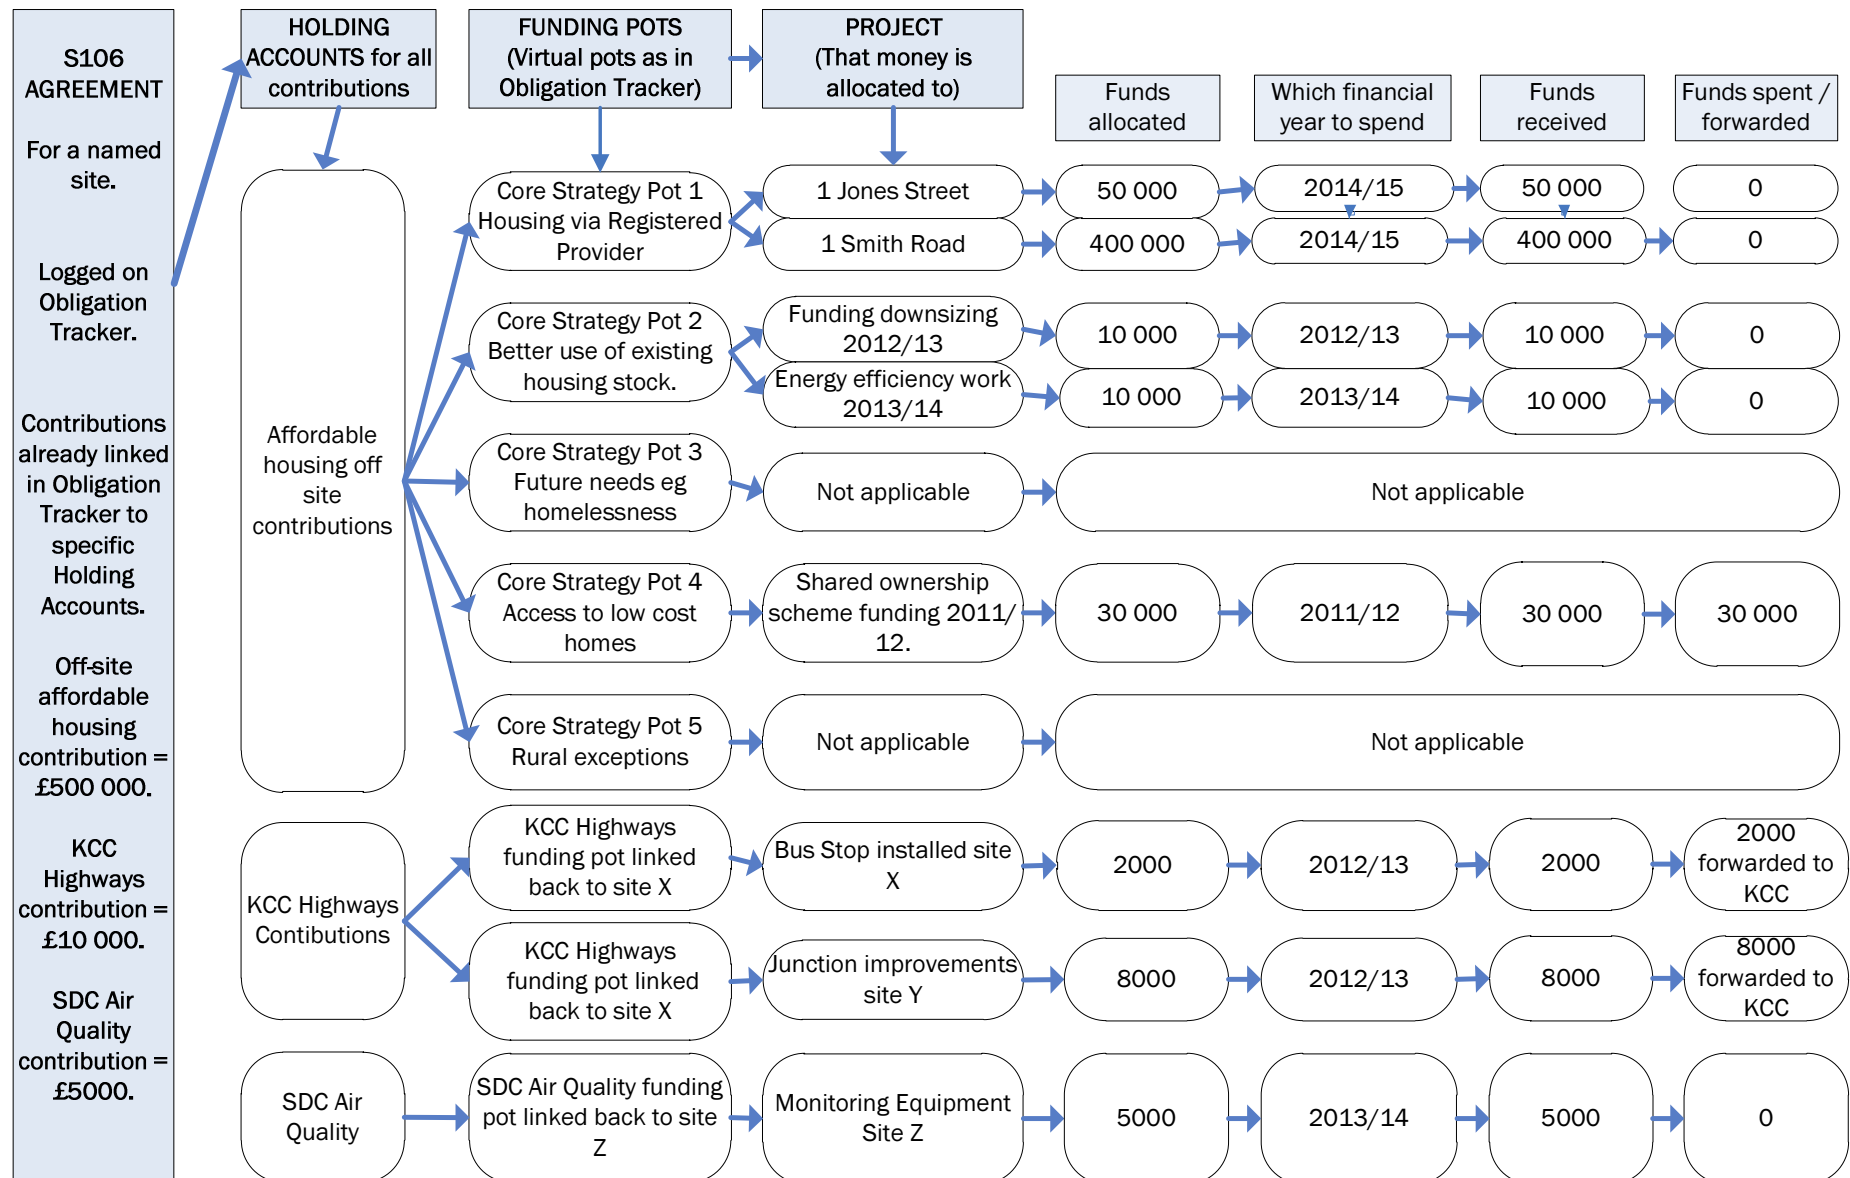 S106
AGREEMENT
For a named
site.
Logged on
Obligation
Tracker.
Contributions
already linked
in Obligation
Tracker to
specific
Holding
Accounts.
Off-site
affordable
housing
contribution =
£500 000.
KCC
Highways
contribution =
£10 000.
SDC Air
Quality
contribution =
£5000.
HOLDING
ACCOUNTS for all
contributions
FUNDING POTS
(Virtual pots as in
Obligation Tracker)
PROJECT
(That money is
allocated to)
Funds
allocated
Which financial
year to spend
Funds
received
Funds spent /
forwarded
Affordable
housing off
site
contributions
Core Strategy Pot 1
Housing via Registered
Provider
1 Jones Street
50 000
2014/15
50 000
0
1 Smith Road
400 000
2014/15
400 000
0
Core Strategy Pot 2
Better use of existing
housing stock.
Funding downsizing
2012/13
10 000
2012/13
10 000
0
Energy efficiency work
2013/14
10 000
2013/14
10 000
0
Core Strategy Pot 3
Future needs eg
homelessness
Not applicable
Not applicable
Core Strategy Pot 4
Access to low cost
homes
Shared ownership
scheme funding 2011/
12.
30 000
2011/12
30 000
30 000
Core Strategy Pot 5
Rural exceptions
Not applicable
Not applicable
KCC Highways
Contibutions
KCC Highways
funding pot linked
back to site X
Bus Stop installed site
X
2000
2012/13
2000
2000
forwarded to
KCC
KCC Highways
funding pot linked
back to site X
Junction improvements
site Y
8000
2012/13
8000
8000
forwarded to
KCC
SDC Air
Quality
SDC Air Quality funding
pot linked back to site
Z
Monitoring Equipment
Site Z
5000
2013/14
5000
0